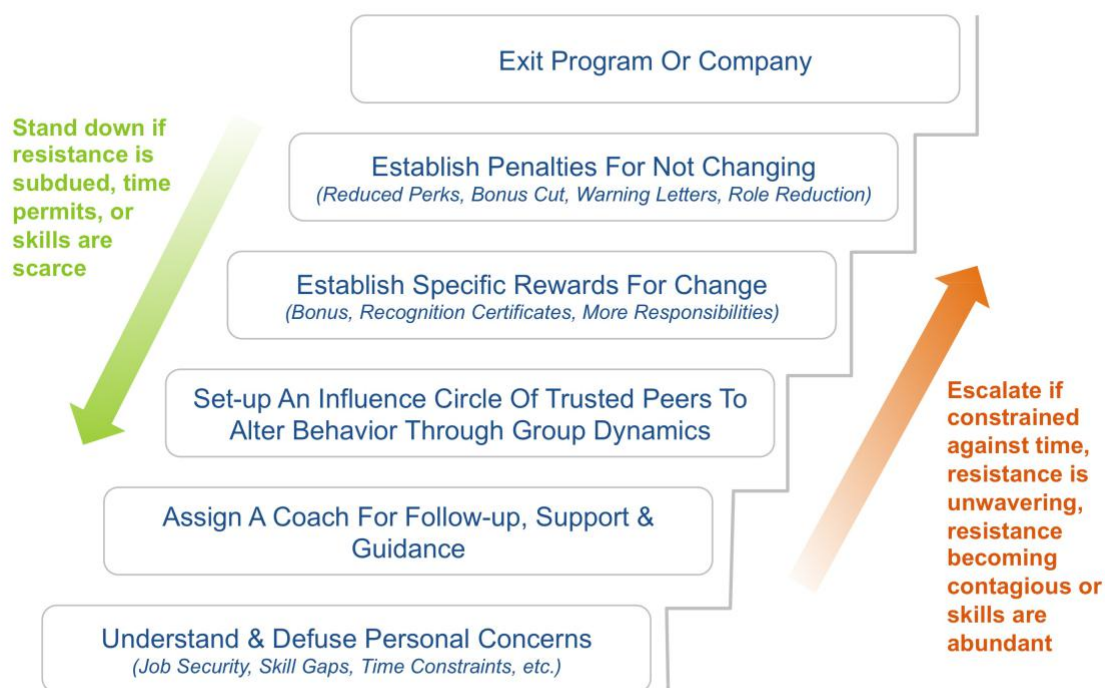 Exit Program Or Company
Stand down if
resistance is
subdued, time
permits, or
skills are
scarce
Establish Penalties For Not Changing
(Reduced Perks, Bonus Cut, Warning Letters, Role Reduction)
Establish Specific Rewards For Change
(Bonus, Recognition Certificates, More Responsibilities)
Set-up An Influence Circle Of Trusted Peers To
Alter Behavior Through Group Dynamics
Escalate if
constrained
against time,
resistance is
unwavering,
resistance
becoming
contagious or
skills are
abundant
Assign A Coach For Follow-up, Support &
Guidance
Understand & Defuse Personal Concerns
(Job Security, Skill Gaps, Time Constraints, etc.)